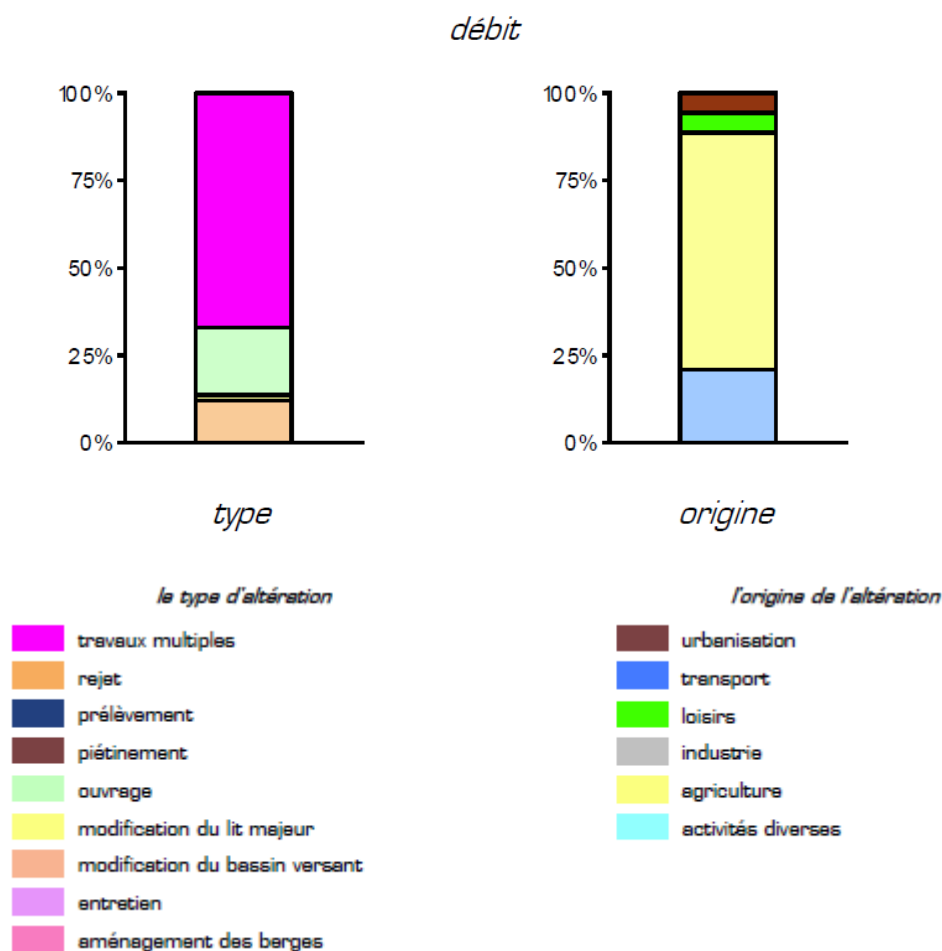 débit
100%
75%
50%
25%
0%
type
100%
75%
50%
25%
0%
origine
le type d'altération
travaux multiples
rejet
prélèvement
piétinement
ouvrage
modification du lit majeur
modification du bassin versant
entretien
aménagement des berges
l'origine de l'altération
urbanisation
transport
loisirs
industrie
agriculture
activités diverses